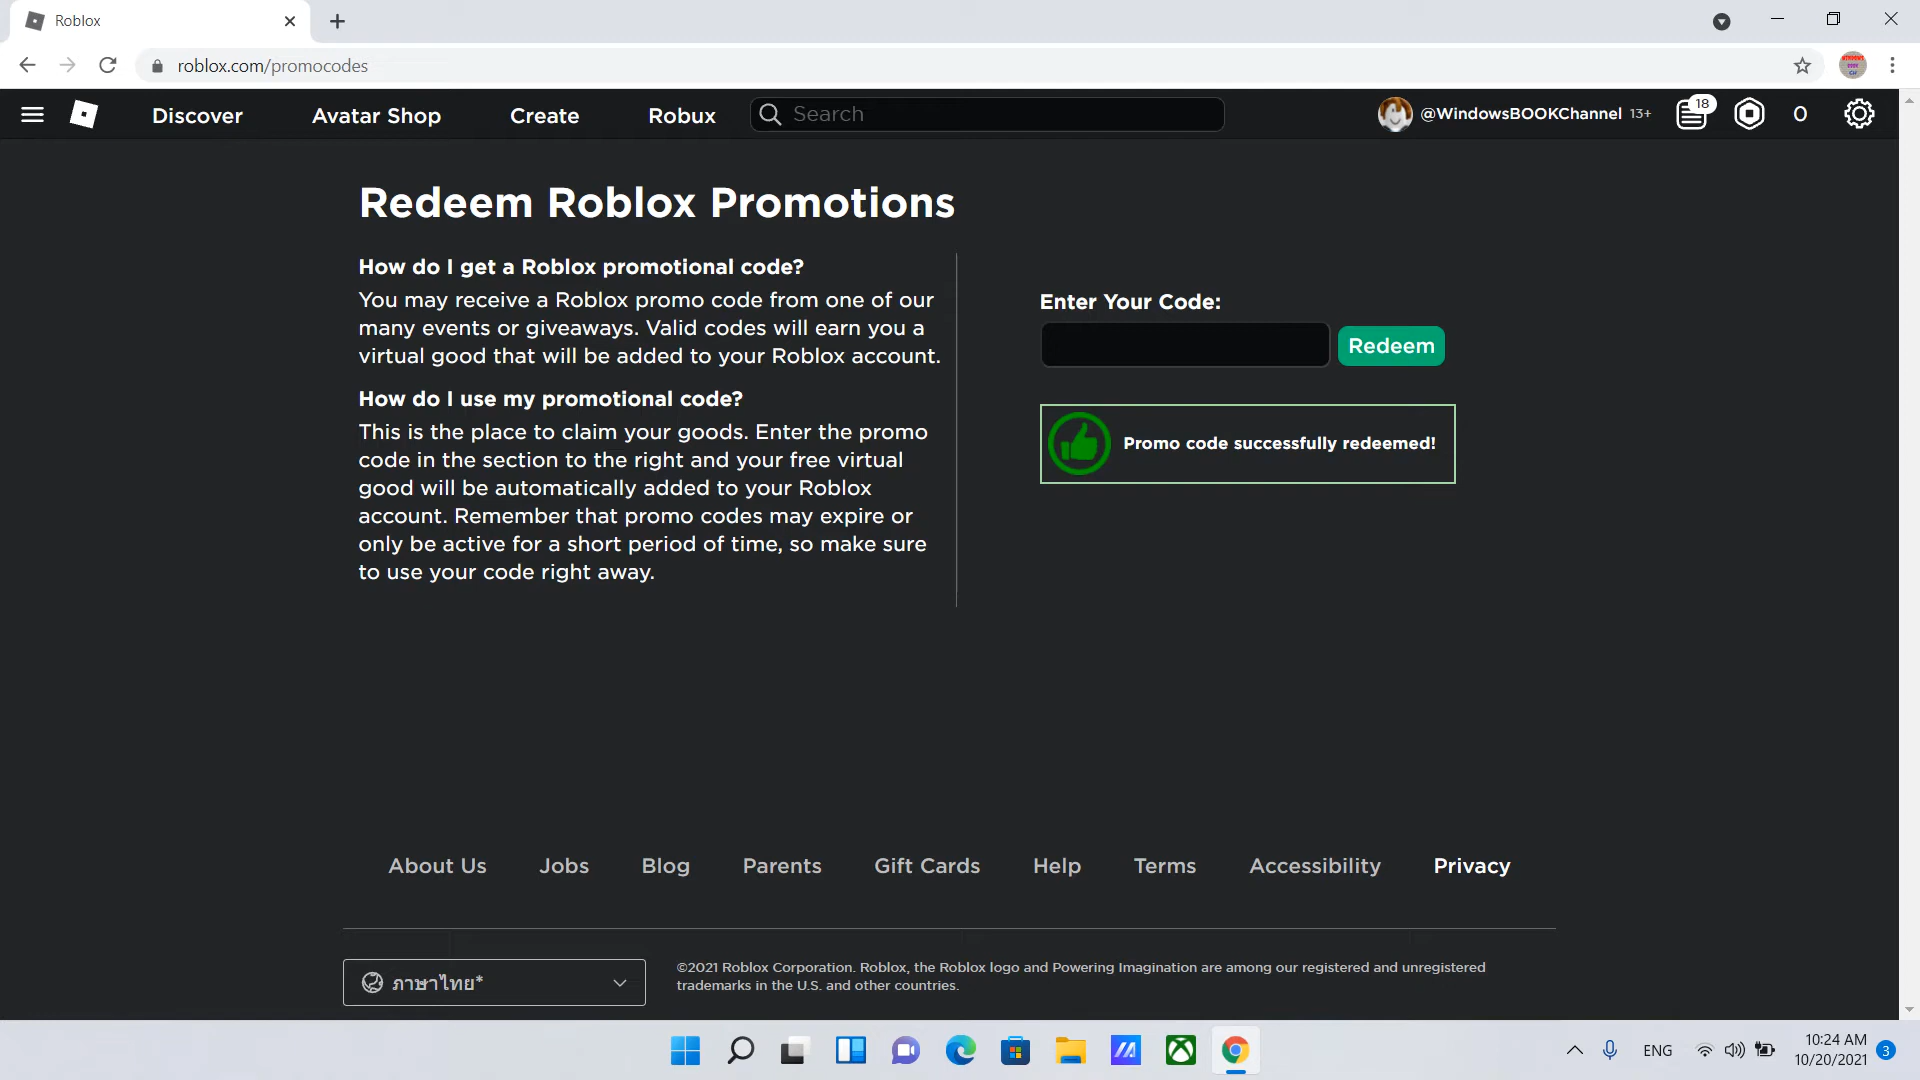 Roblox
roblox.com/promocodes
Discover
Avatar Shop
Create
Robux
Search
@WindowsBOOKChannel 13+
18
0
Redeem Roblox Promotions
How do I get a Roblox promotional code?
You may receive a Roblox promo code from one of our
many events or giveaways. Valid codes will earn you a
virtual good that will be added to your Roblox account.
How do I use my promotional code?
This is the place to claim your goods. Enter the promo
code in the section to the right and your free virtual
good will be automatically added to your Roblox
account. Remember that promo codes may expire or
only be active for a short period of time, so make sure
to use your code right away.
Enter Your Code:
Redeem
Promo code successfully redeemed!
About Us
Jobs
Blog
Parents
Gift Cards
Help
Terms
Accessibility
Privacy
ภาษาไทย*
©2021 Roblox Corporation. Roblox, the Roblox logo and Powering Imagination are among our registered and unregistered
trademarks in the U.S. and other countries.
ENG
10:24 AM
10/20/2021
3